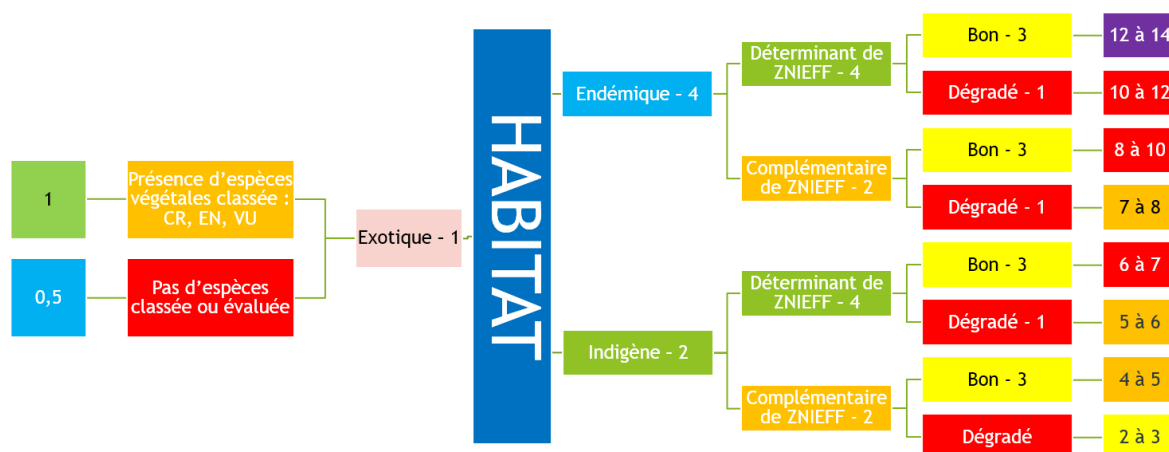 1
Présence d'espèces
végétales classée :
CR, EN, VU
0,5
Pas d'espèces
classée ou évaluée
Exotique - 1
HABITAT
Endémique - 4
Déterminant de
ZNIEFF - 4
Bon - 3
12 à 14
Dégradé - 1
10 à 12
Complémentaire
de ZNIEFF - 2
Bon - 3
8 à 10
Dégradé - 1
7 à 8
Indigène - 2
Déterminant de
ZNIEFF - 4
Bon - 3
6 à 7
Dégradé - 1
5 à 6
Complémentaire
de ZNIEFF - 2
Bon - 3
4 à 5
Dégradé
2 à 3